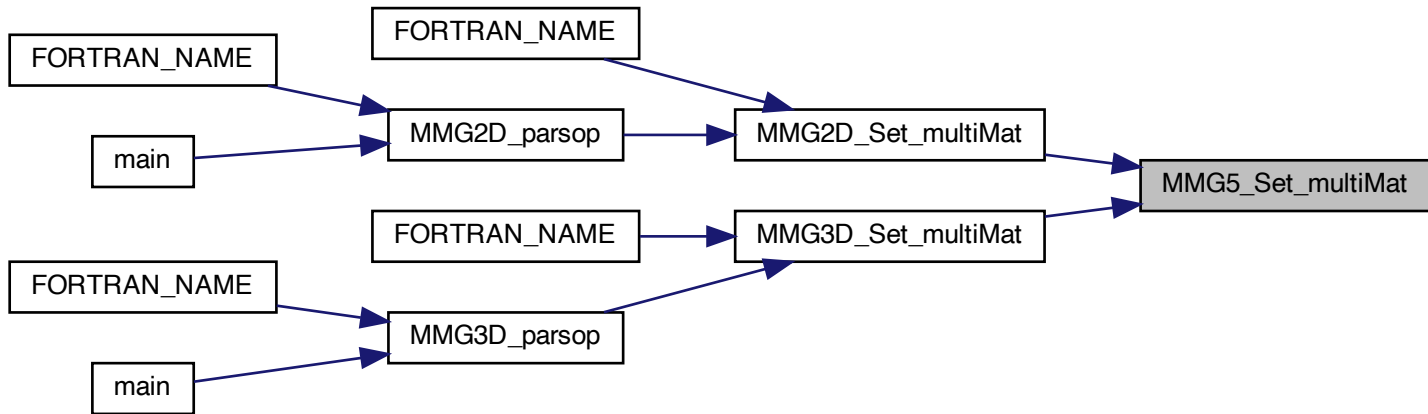 FORTRAN_NAME
FORTRAN_NAME
MMG2D_parsop
MMG2D_Set_multiMat
main
MMG5_Set_multiMat
FORTRAN_NAME
MMG3D_Set_multiMat
FORTRAN_NAME
MMG3D_parsop
main